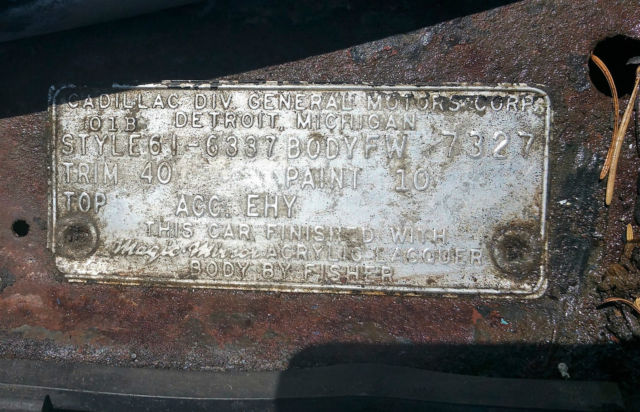 CADILLAC DIV. GENERAL MOTORS CORP.
01B DETROIT, MICHIGAN
STYLE 61-6337 BODY FW 7327
TRIM 40 PAINT 10
TOP ACC. EHY
THIS CAR FINISHED WITH
Magic-Mirror ACRYLIC LACQUER
BODY BY FISHER